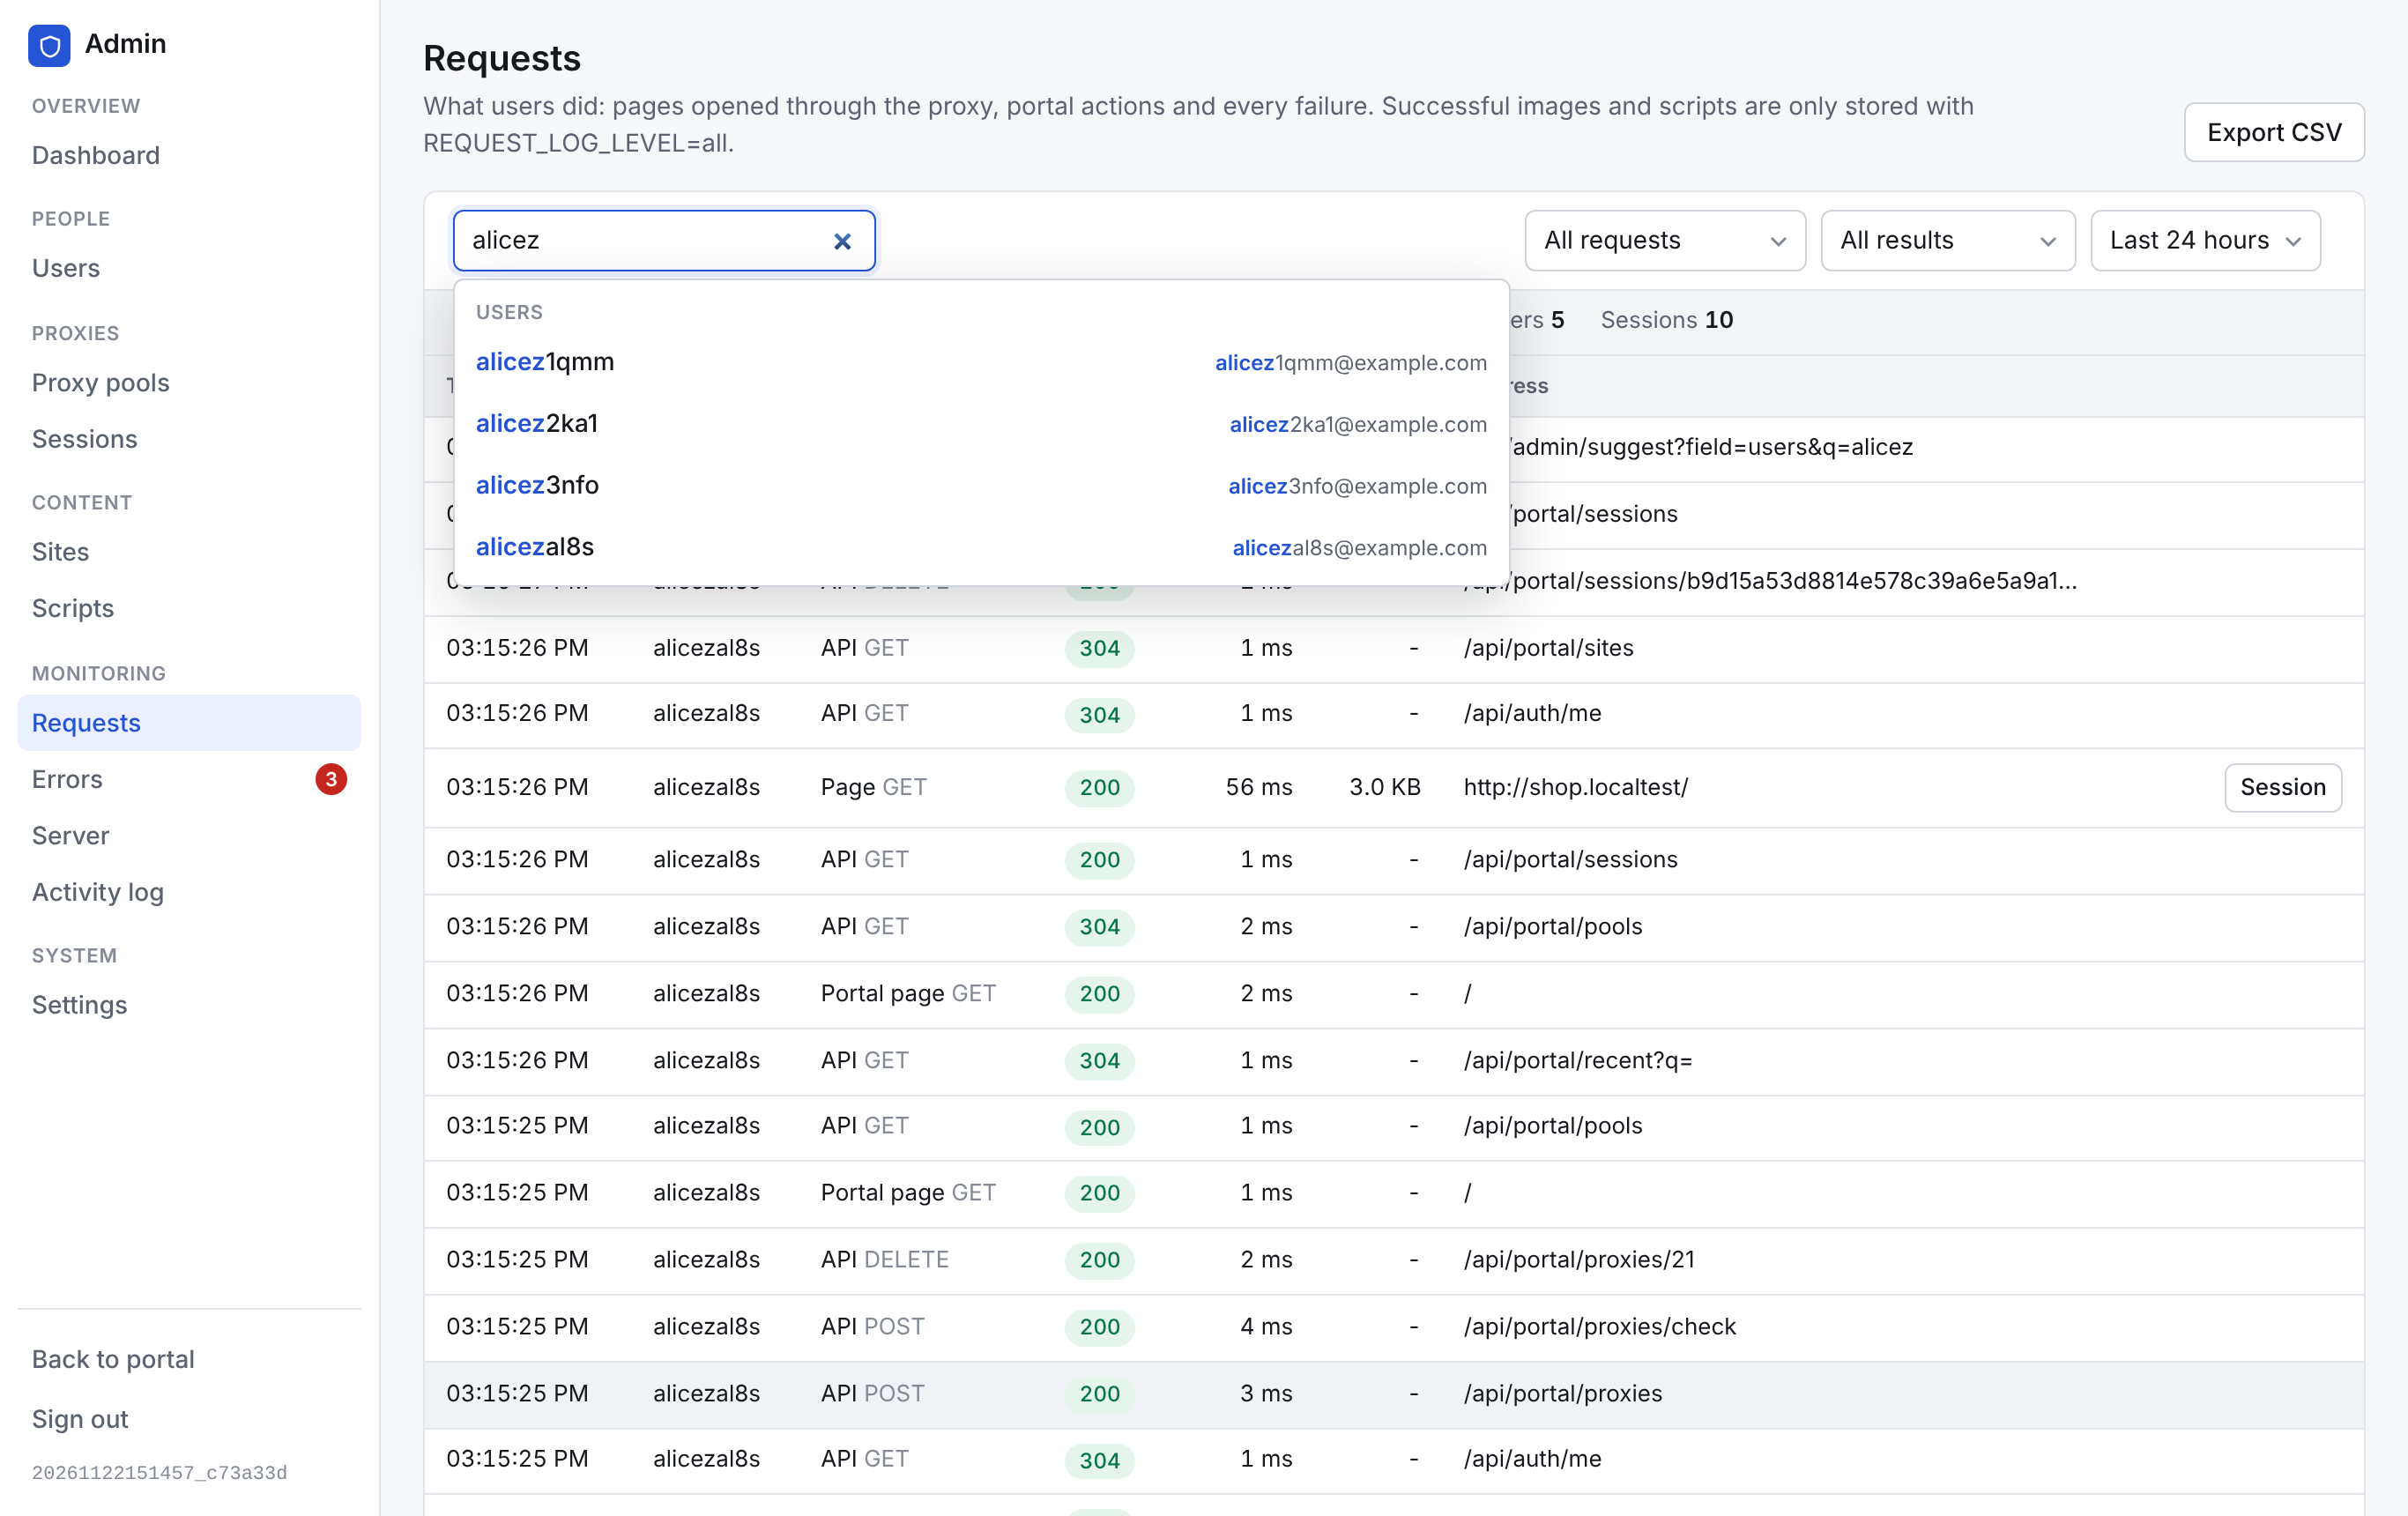 Admin
OVERVIEW
Dashboard
PEOPLE
Users
PROXIES
Proxy pools
Sessions
CONTENT
Sites
Scripts
MONITORING
Requests
Errors 3
Server
Activity log
SYSTEM
Settings
Back to portal
Sign out
20261122151457_c73a33d
Requests
What users did: pages opened through the proxy, portal actions and every failure. Successful images and scripts are only stored with
REQUEST_LOG_LEVEL=all.
Export CSV
alicez
All requests
All results
Last 24 hours
USERS
alicez1qmm alicez1qmm@example.com
alicez2ka1 alicez2ka1@example.com
alicez3nfo alicez3nfo@example.com
alicezal8s alicezal8s@example.com
5 Sessions 10
/admin/suggest?field=users&q=alicez
/portal/sessions
/portal/sessions/b9d15a53d8814e578c39a6e5a9a1...
03:15:26 PM alicezal8s API GET 304 1 ms - /api/portal/sites
03:15:26 PM alicezal8s API GET 304 1 ms - /api/auth/me
03:15:26 PM alicezal8s Page GET 200 56 ms 3.0 KB http://shop.localtest/ Session
03:15:26 PM alicezal8s API GET 200 1 ms - /api/portal/sessions
03:15:26 PM alicezal8s API GET 304 2 ms - /api/portal/pools
03:15:26 PM alicezal8s Portal page GET 200 2 ms - /
03:15:26 PM alicezal8s API GET 304 1 ms - /api/portal/recent?q=
03:15:25 PM alicezal8s API GET 200 1 ms - /api/portal/pools
03:15:25 PM alicezal8s Portal page GET 200 1 ms - /
03:15:25 PM alicezal8s API DELETE 200 2 ms - /api/portal/proxies/21
03:15:25 PM alicezal8s API POST 200 4 ms - /api/portal/proxies/check
03:15:25 PM alicezal8s API POST 200 3 ms - /api/portal/proxies
03:15:25 PM alicezal8s API GET 304 1 ms - /api/auth/me